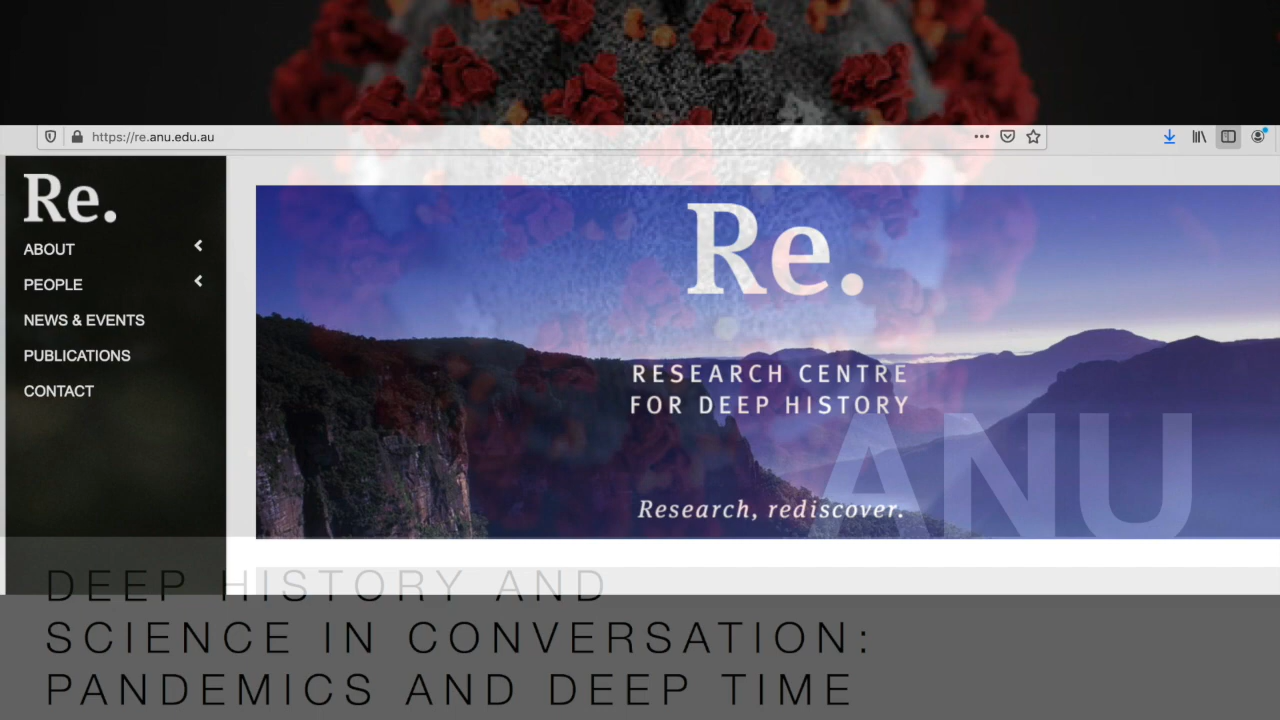 https://re.anu.edu.au
Re.
ABOUT
PEOPLE
NEWS & EVENTS
PUBLICATIONS
CONTACT
Re.
RESEARCH CENTRE
FOR DEEP HISTORY
Research, rediscover.
ANU
DEEP HISTORY AND
SCIENCE IN CONVERSATION:
PANDEMICS AND DEEP TIME